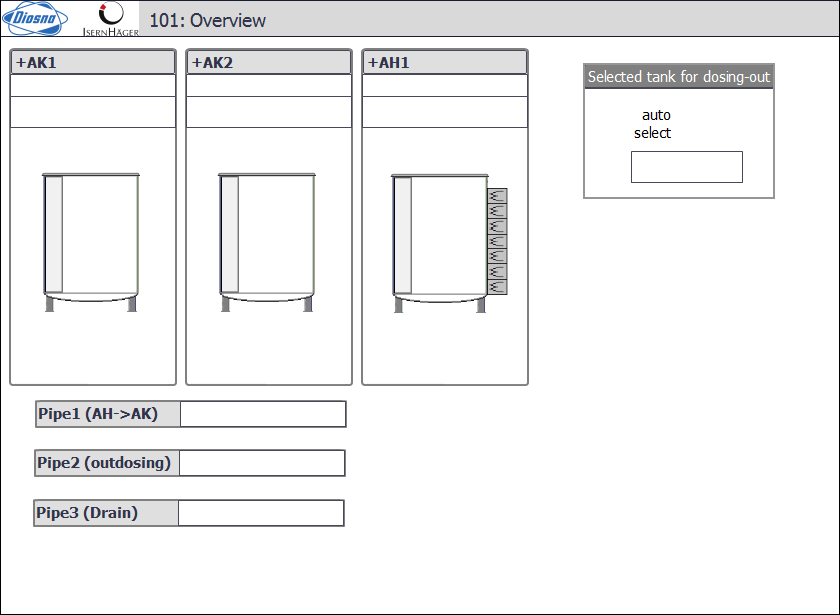 Diosna
IsernHäger
101: Overview
+AK1
+AK2
+AH1
Selected tank for dosing-out
auto
select
Pipe1 (AH->AK)
Pipe2 (outdosing)
Pipe3 (Drain)